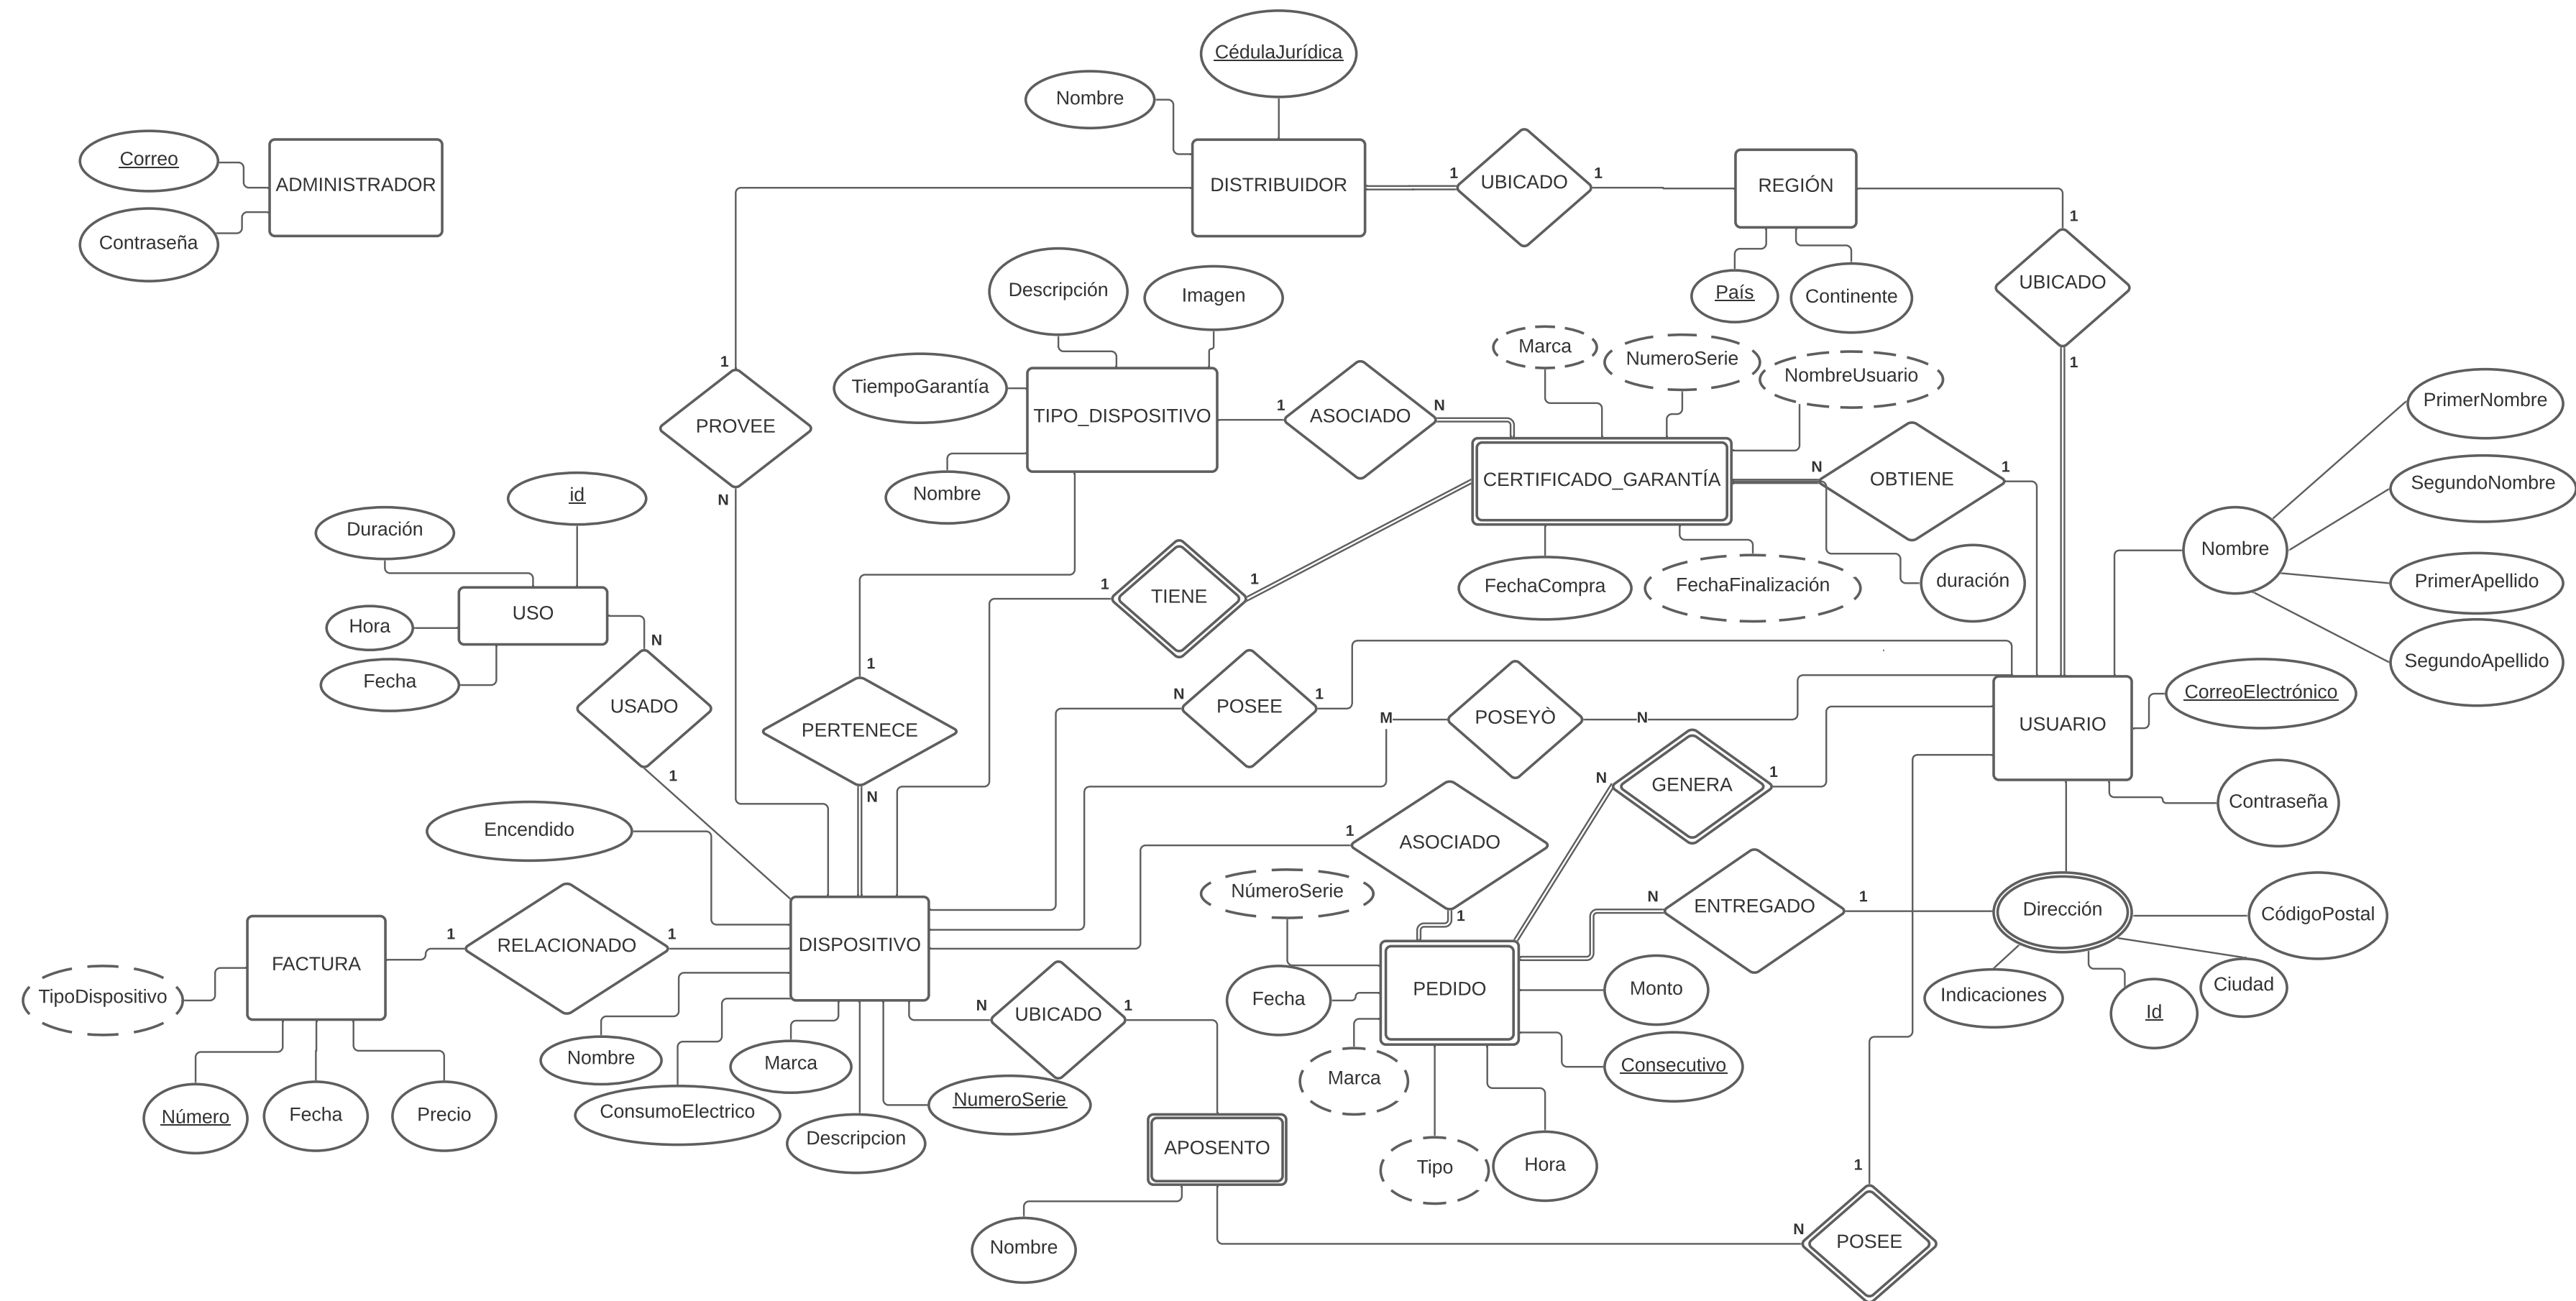 CédulaJurídica
Nombre
Correo
ADMINISTRADOR
Contraseña
DISTRIBUIDOR
1
UBICADO
1
REGIÓN
1
UBICADO
1
País
Continente
Descripción
Imagen
TiempoGarantía
TIPO_DISPOSITIVO
Nombre
1
ASOCIADO
N
Marca
NumeroSerie
NombreUsuario
CERTIFICADO_GARANTÍA
N
OBTIENE
1
FechaCompra
FechaFinalización
duración
PrimerNombre
SegundoNombre
Nombre
PrimerApellido
SegundoApellido
1
PROVEE
N
id
Duración
USO
Hora
Fecha
N
USADO
1
1
TIENE
1
1
PERTENECE
N
N
POSEE
1
M
POSEYÒ
N
USUARIO
CorreoElectrónico
Contraseña
N
GENERA
1
1
ASOCIADO
1
N
ENTREGADO
1
Dirección
CódigoPostal
Indicaciones
Id
Ciudad
Encendido
FACTURA
1
RELACIONADO
1
DISPOSITIVO
TipoDispositivo
Número
Fecha
Precio
Nombre
ConsumoElectrico
Marca
Descripcion
NumeroSerie
N
UBICADO
1
NúmeroSerie
Fecha
PEDIDO
Monto
Consecutivo
Marca
Tipo
Hora
APOSENTO
Nombre
1
N
POSEE